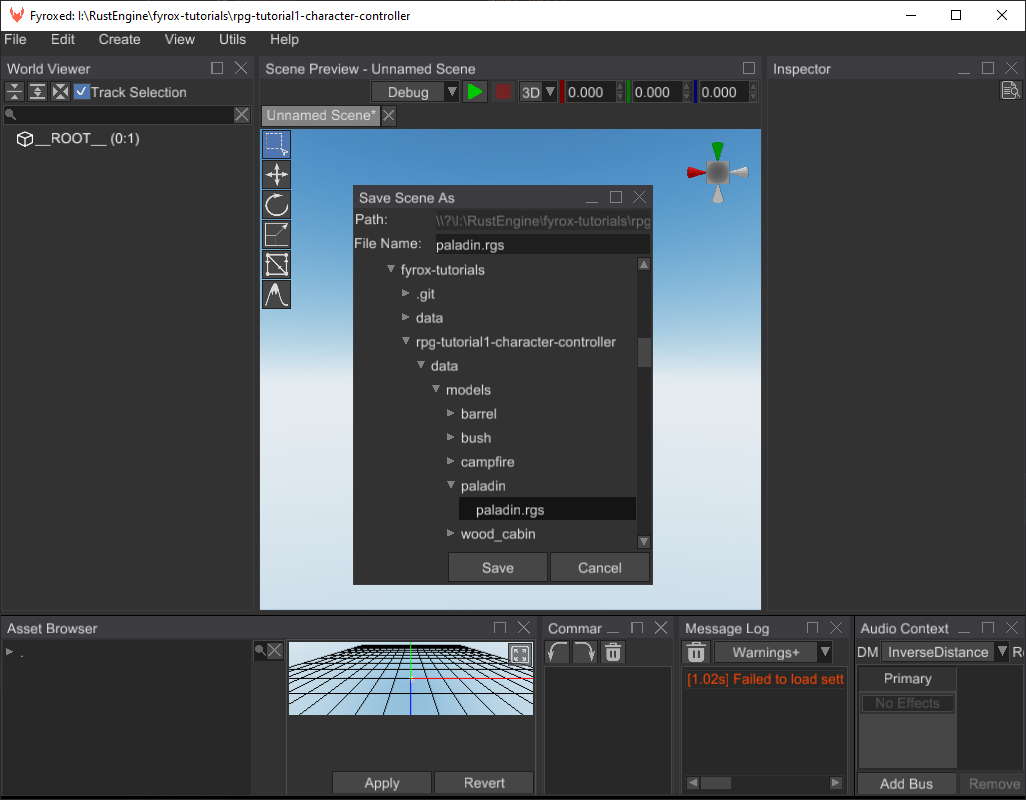 Fyroxed: I:\RustEngine\fyrox-tutorials\rpg-tutorial1-character-controller
File Edit Create View Utils Help
World Viewer
Track Selection
__ROOT__ (0:1)
Scene Preview - Unnamed Scene
Debug 3D 0.000 0.000 0.000
Unnamed Scene*
Inspector
Save Scene As
Path: \\?\I:\RustEngine\fyrox-tutorials\rpg
File Name: paladin.rgs
fyrox-tutorials
.git
data
rpg-tutorial1-character-controller
data
models
barrel
bush
campfire
paladin
paladin.rgs
wood_cabin
Save Cancel
Asset Browser
.
Apply Revert
Commar
Message Log
Warnings+
[1.02s] Failed to load sett
Audio Context
DM InverseDistance R
Primary
No Effects
Add Bus Remove